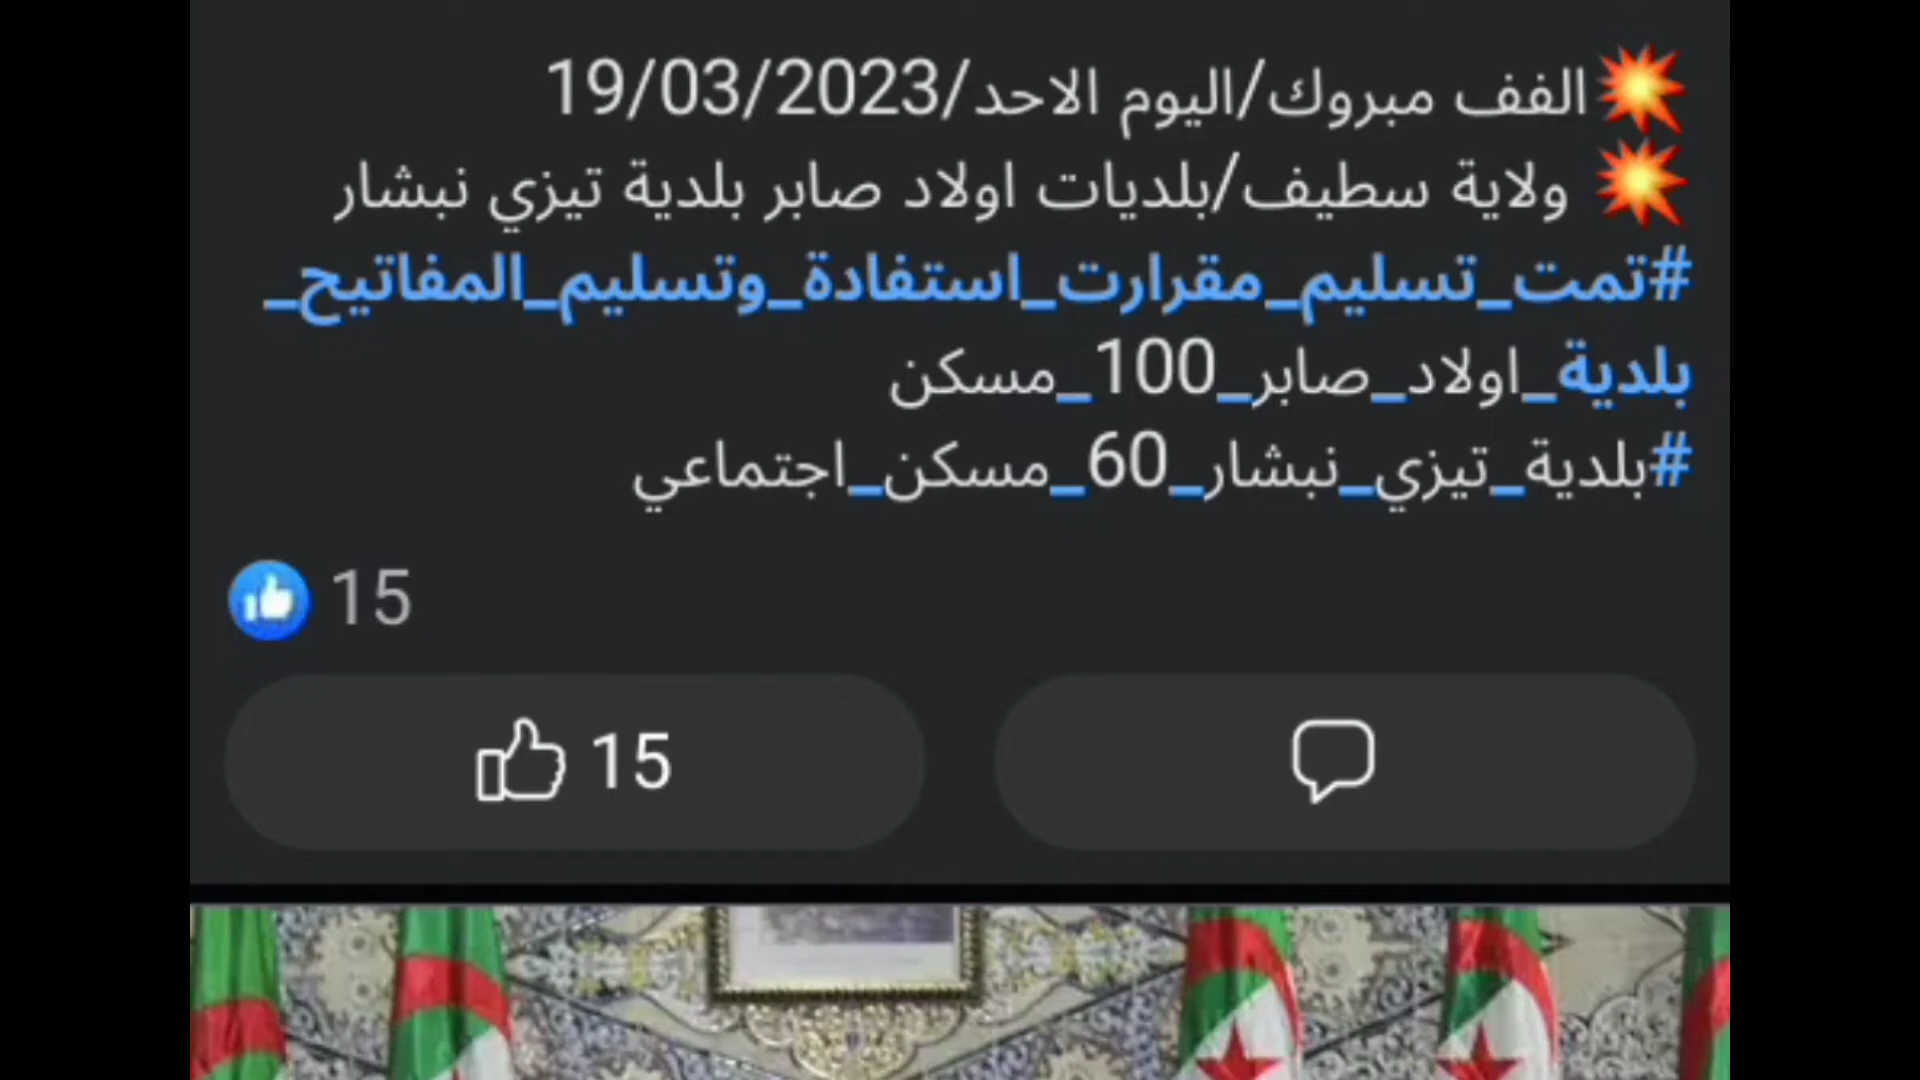 💥الفف مبروك/اليوم الاحد/19/03/2023
💥 ولاية سطيف/بلديات اولاد صابر بلدية تيزي نبشار
#تمت_تسليم_مقرارت_استفادة_وتسليم_المفاتيح_
بلدية_اولاد_صابر_100_مسكن
#بلدية_تيزي_نبشار_60_مسكن_اجتماعي
15
15